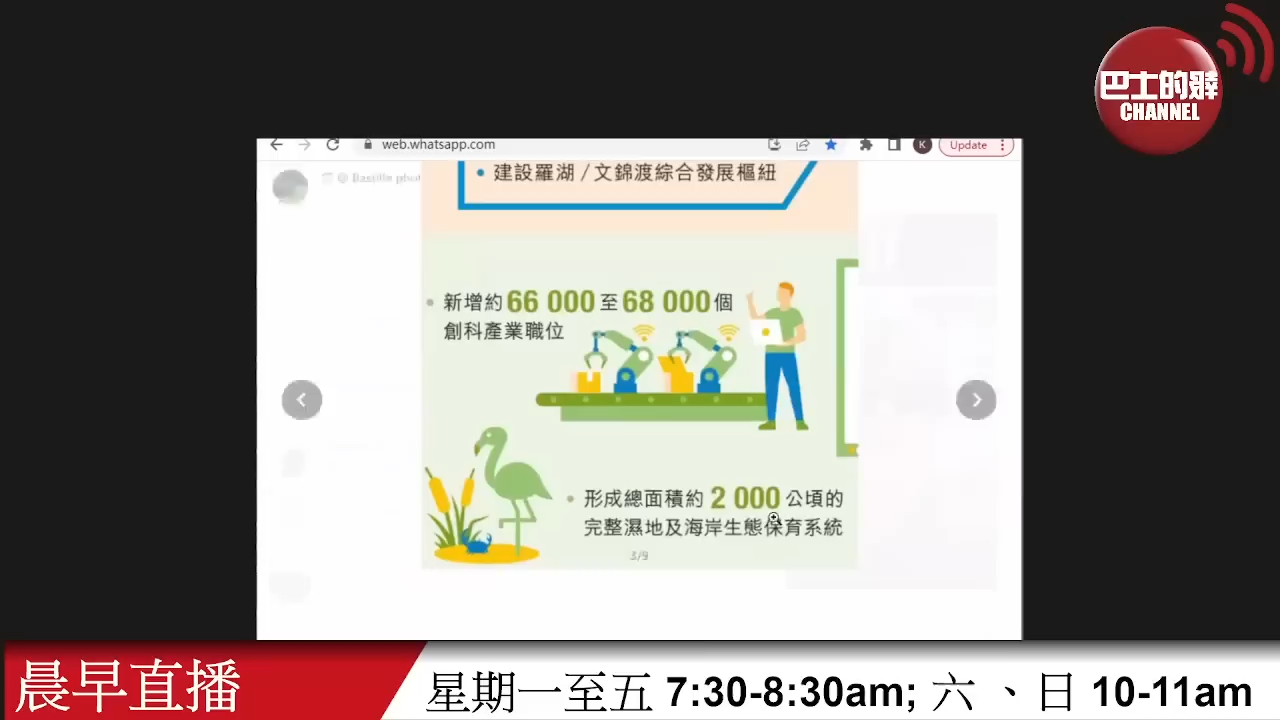 巴士的報
CHANNEL
web.whatsapp.com
K
Update
建設羅湖 / 文錦渡綜合發展樞紐
新增約 66 000 至 68 000 個
創科產業職位
形成總面積約 2 000 公頃的
完整濕地及海岸生態保育系統
3/9
晨早直播
星期一至五 7:30-8:30am; 六 、日 10-11am